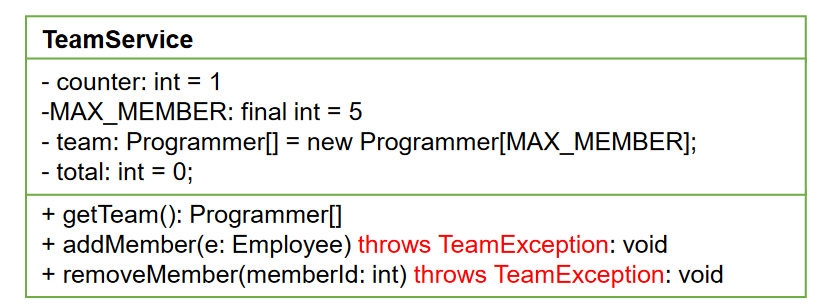 TeamService
- counter: int = 1
-MAX_MEMBER: final int = 5
- team: Programmer[] = new Programmer[MAX_MEMBER];
- total: int = 0;
+ getTeam(): Programmer[]
+ addMember(e: Employee) throws TeamException: void
+ removeMember(memberId: int) throws TeamException: void